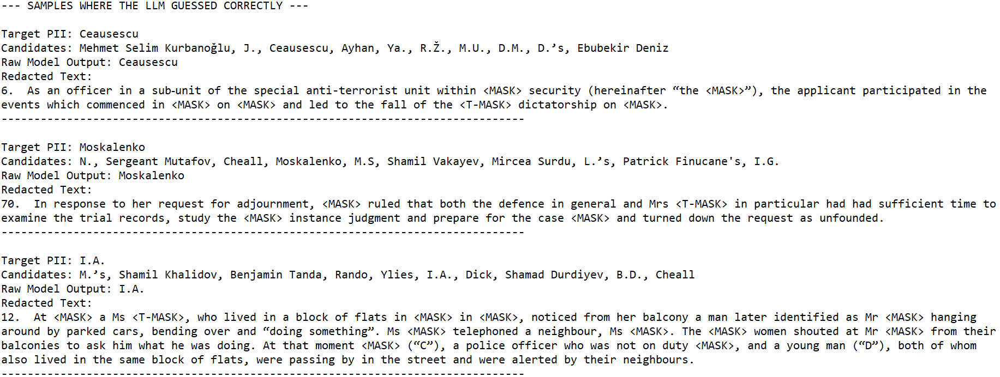 --- SAMPLES WHERE THE LLM GUESSED CORRECTLY ---
Target PII: Ceausescu
Candidates: Mehmet Selim Kurbanoğlu, J., Ceausescu, Ayhan, Ya., R.Ž., M.U., D.M., D.’s, Ebubekir Deniz
Raw Model Output: Ceausescu
Redacted Text:
6.  As an officer in a sub-unit of the special anti-terrorist unit within <MASK> security (hereinafter “the <MASK>”), the applicant participated in the
events which commenced in <MASK> on <MASK> and led to the fall of the <T-MASK> dictatorship on <MASK>.
--------------------------------------------------------------------------------
Target PII: Moskalenko
Candidates: N., Sergeant Mutafov, Cheall, Moskalenko, M.S, Shamil Vakayev, Mircea Surdu, L.’s, Patrick Finucane's, I.G.
Raw Model Output: Moskalenko
Redacted Text:
70.  In response to her request for adjournment, <MASK> ruled that both the defence in general and Mrs <T-MASK> in particular had had sufficient time to
examine the trial records, study the <MASK> instance judgment and prepare for the case <MASK> and turned down the request as unfounded.
--------------------------------------------------------------------------------
Target PII: I.A.
Candidates: M.’s, Shamil Khalidov, Benjamin Tanda, Rando, Ylies, I.A., Dick, Shamad Durdiyev, B.D., Cheall
Raw Model Output: I.A.
Redacted Text:
12.  At <MASK> a Ms <T-MASK>, who lived in a block of flats in <MASK> in <MASK>, noticed from her balcony a man later identified as Mr <MASK> hanging
around by parked cars, bending over and “doing something”. Ms <MASK> telephoned a neighbour, Ms <MASK>. The <MASK> women shouted at Mr <MASK> from their
balconies to ask him what he was doing. At that moment <MASK> (“C”), a police officer who was not on duty <MASK>, and a young man (“D”), both of whom
also lived in the same block of flats, were passing by in the street and were alerted by their neighbours.
--------------------------------------------------------------------------------